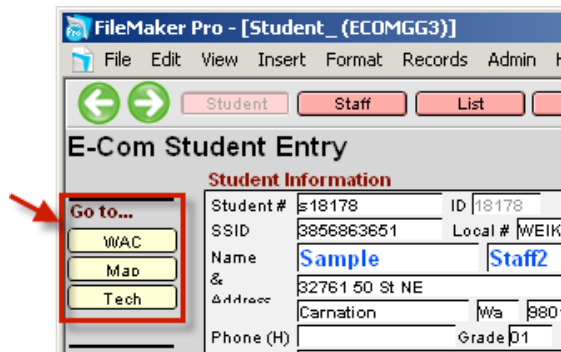 FileMaker Pro - [Student_ (ECOMGG3)]
File Edit View Insert Format Records Admin
Student Staff List
E-Com Student Entry
Student Information
Go to...
WAC
Map
Tech
Student # s18178 ID 18178
SSID 3856863651 Local # WEIK
Name Sample Staff2
&
Address 32761 50 St NE
Carnation Wa 980
Phone (H) Grade 01